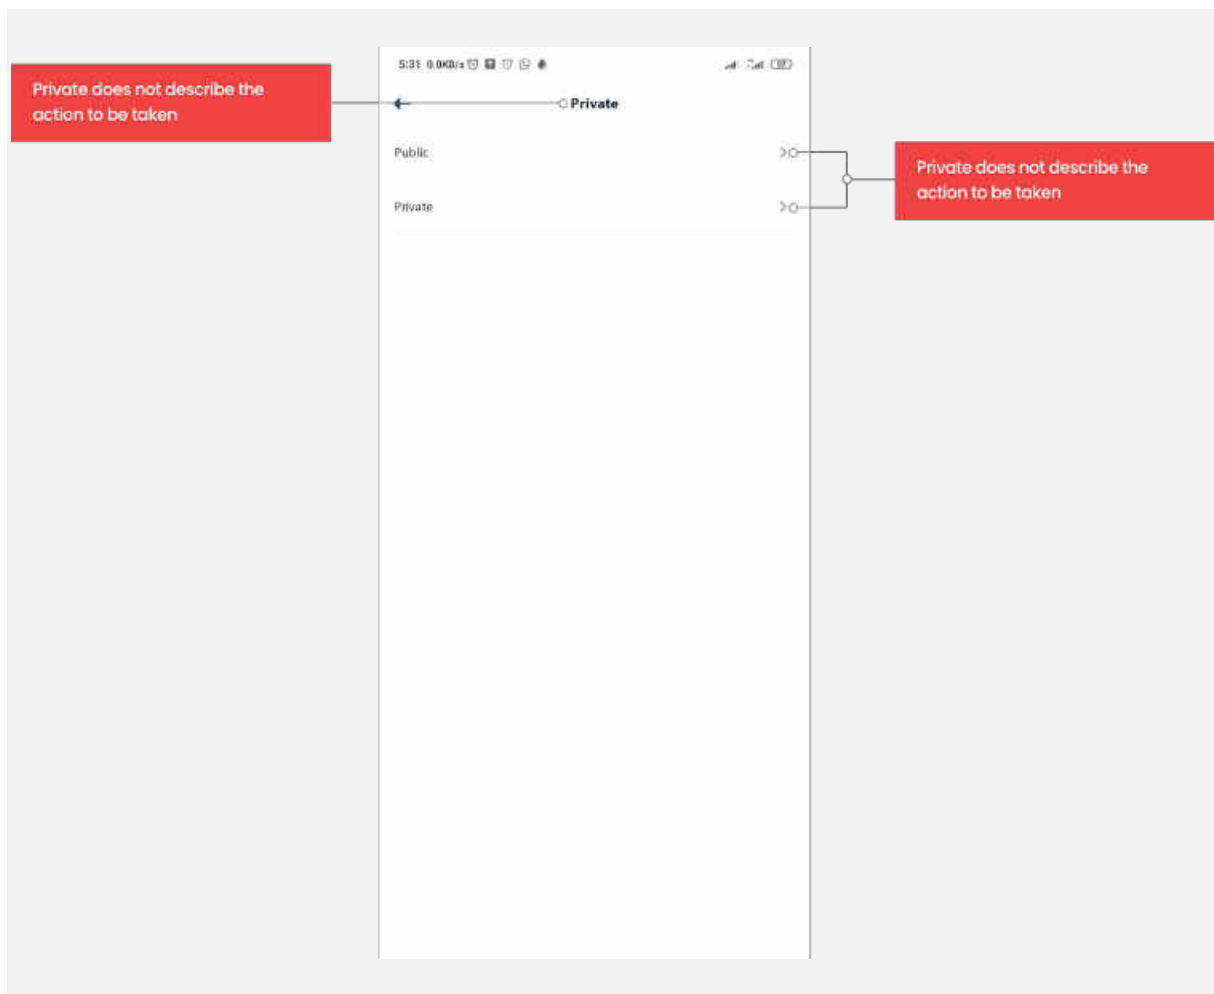 5:31 0.0KB/s
Private does not describe the
action to be taken
Private
Public
Private
Private does not describe the
action to be taken